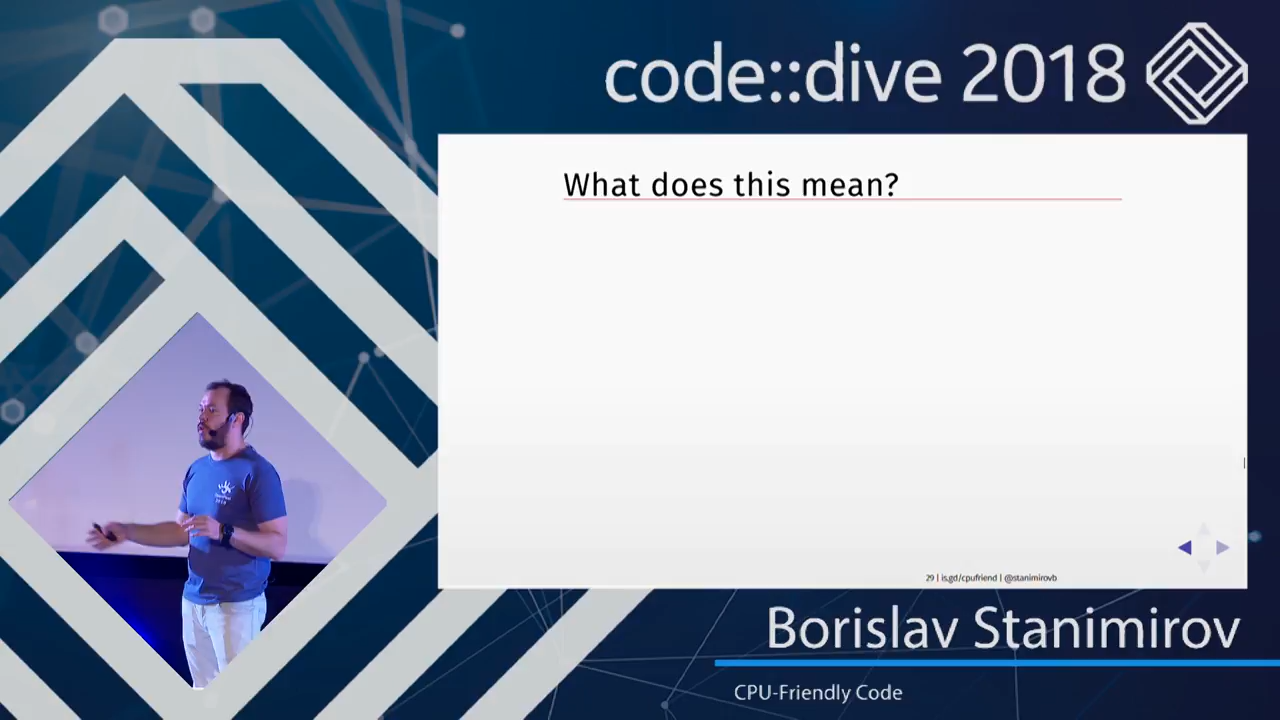 code::dive 2018
What does this mean?
29 | is.gd/cpufriend | @stanimirovb
Borislav Stanimirov
CPU-Friendly Code